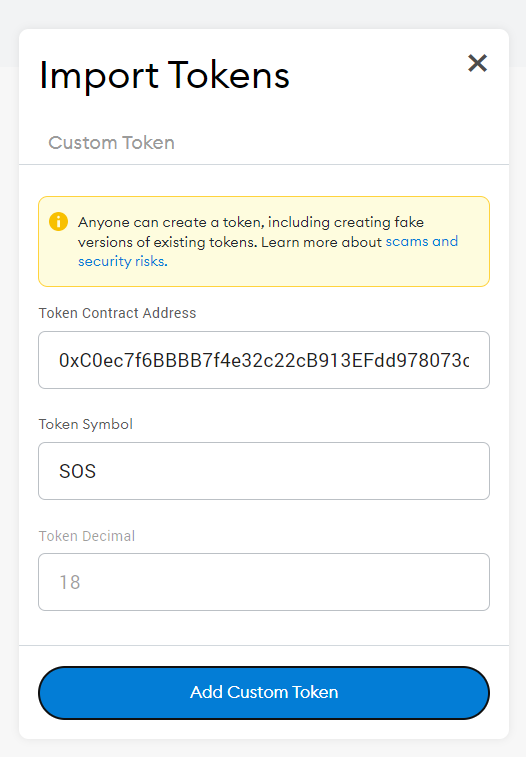 Import Tokens
Custom Token
Anyone can create a token, including creating fake
versions of existing tokens. Learn more about scams and
security risks.
Token Contract Address
0xC0ec7f6BBBB7f4e32c22cB913EFdd978073c
Token Symbol
SOS
Token Decimal
18
Add Custom Token